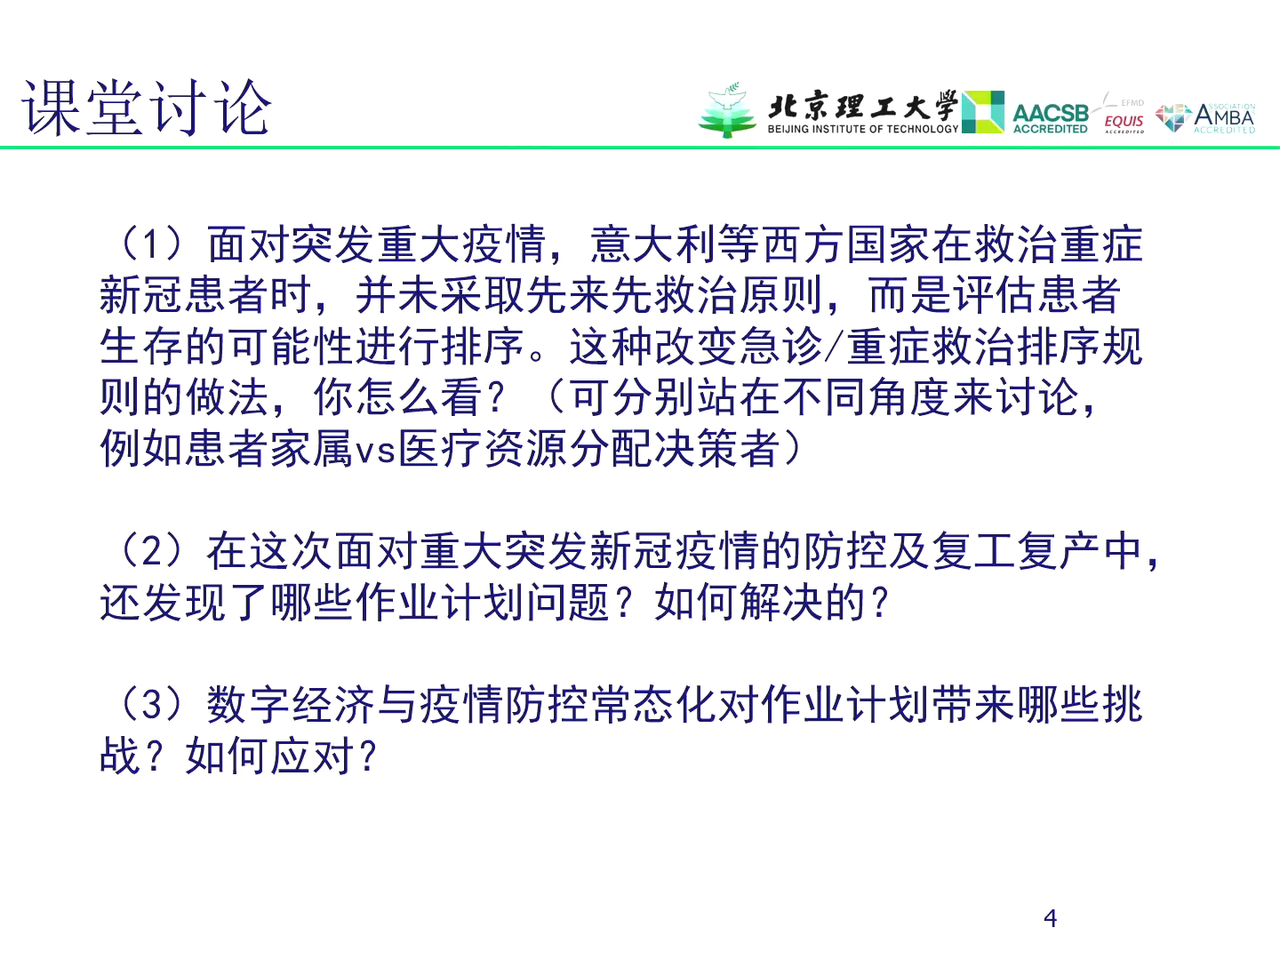 课堂讨论
北京理工大学
BEIJING INSTITUTE OF TECHNOLOGY
AACSB
ACCREDITED
EFMD
EQUIS
ACCREDITED
ASSOCIATION
AMBA
ACCREDITED
（1）面对突发重大疫情，意大利等西方国家在救治重症
新冠患者时，并未采取先来先救治原则，而是评估患者
生存的可能性进行排序。这种改变急诊/重症救治排序规
则的做法，你怎么看？（可分别站在不同角度来讨论，
例如患者家属vs医疗资源分配决策者）
（2）在这次面对重大突发新冠疫情的防控及复工复产中，
还发现了哪些作业计划问题？如何解决的？
（3）数字经济与疫情防控常态化对作业计划带来哪些挑
战？如何应对？
4